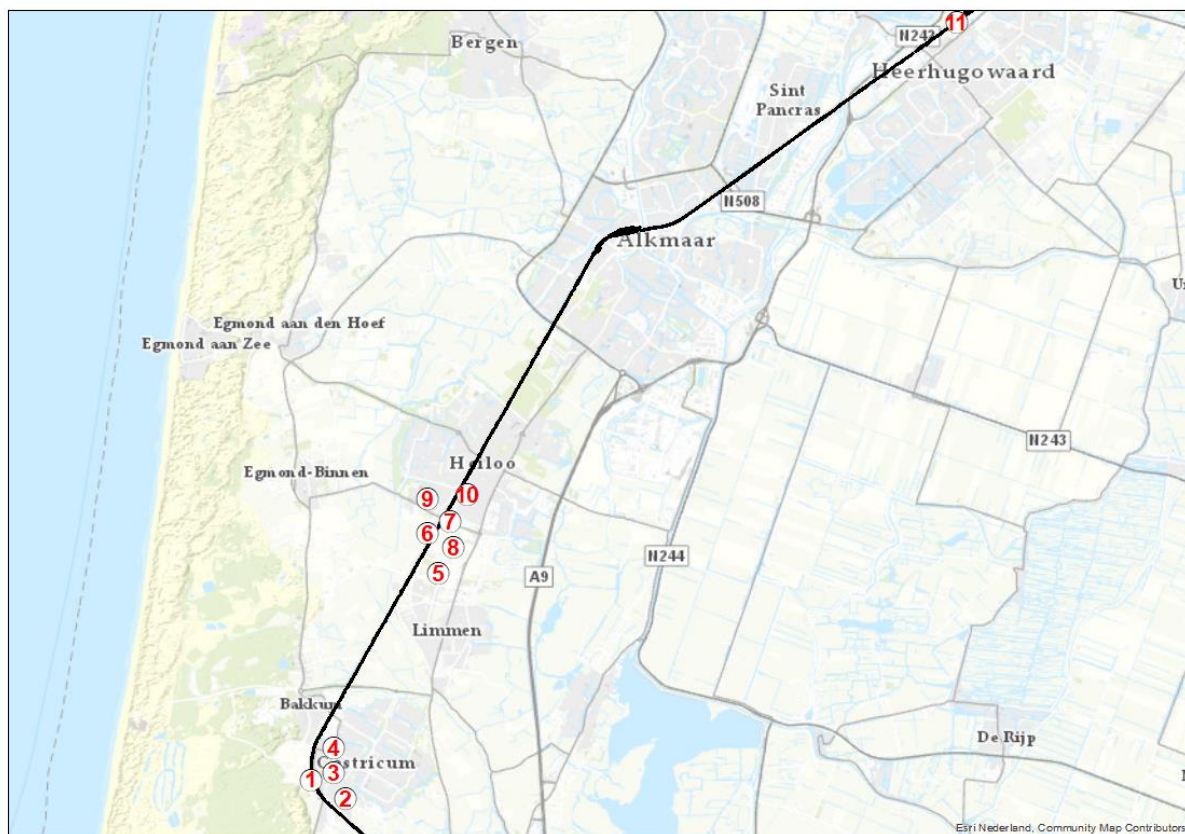 11
N242
Bergen
Heerhugowaard
Sint
Pancras
N508
Alkmaar
Egmond aan den Hoef
Egmond aan Zee
N243
Heiloo
Egmond-Binnen
9
10
7
6
8
N244
5
A9
Limmen
Bakkum
De Rijp
4
Castricum
3
1
2
Esri Nederland, Community Map Contributors